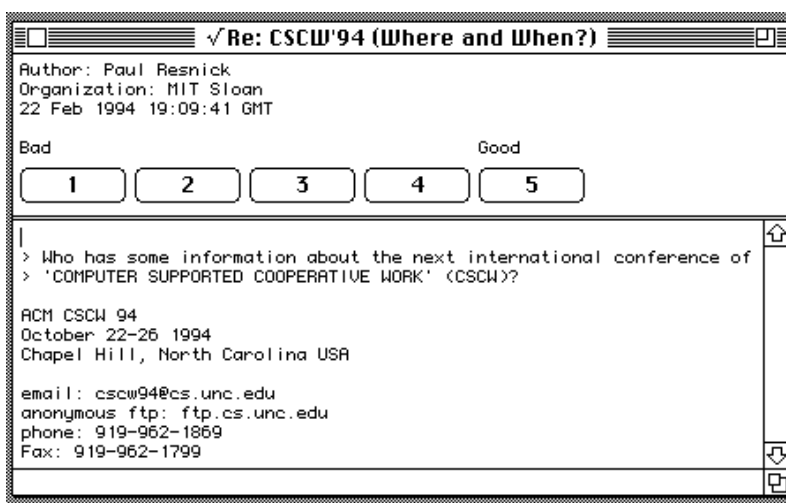 √Re: CSCW'94 (Where and When?)
Author: Paul Resnick
Organization: MIT Sloan
22 Feb 1994 19:09:41 GMT
Bad Good
1 2 3 4 5
> Who has some information about the next international conference of
> 'COMPUTER SUPPORTED COOPERATIVE WORK' (CSCW)?
ACM CSCW 94
October 22-26 1994
Chapel Hill, North Carolina USA
email: cscw94@cs.unc.edu
anonymous ftp: ftp.cs.unc.edu
phone: 919-962-1869
Fax: 919-962-1799